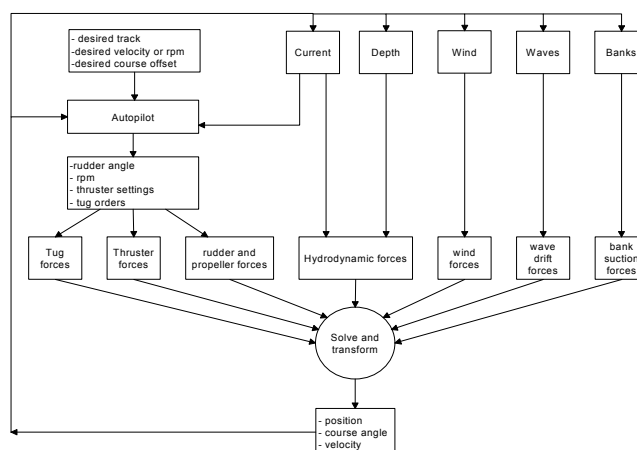 - desired track
- desired velocity or rpm
- desired course offset
Current
Depth
Wind
Waves
Banks
Autopilot
-rudder angle
- rpm
- thruster settings
- tug orders
Tug
forces
Thruster
forces
rudder and
propeller forces
Hydrodynamic forces
wind
forces
wave
drift
forces
bank
suction
forces
Solve and
transform
- position
- course angle
- velocity